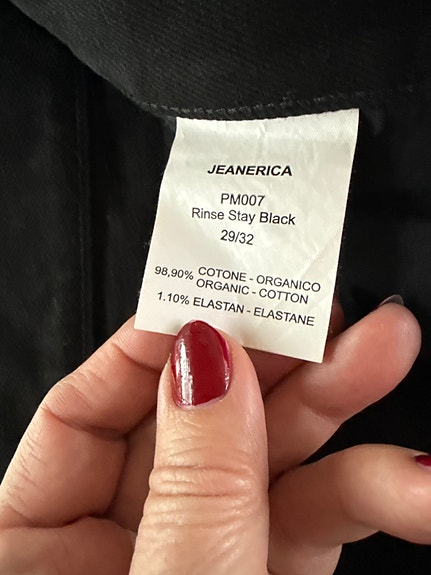 JEANERICA
PM007
Rinse Stay Black
29/32
98,90% COTONE - ORGANICO
ORGANIC - COTTON
1.10% ELASTAN - ELASTANE